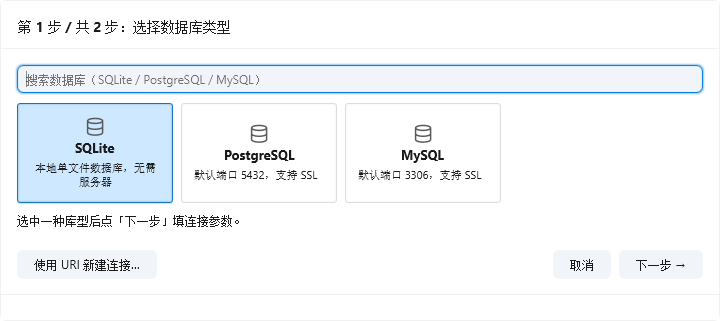 第 1 步 / 共 2 步：选择数据库类型
搜索数据库（SQLite / PostgreSQL / MySQL）
SQLite
本地单文件数据库，无需
服务器
PostgreSQL
默认端口 5432，支持 SSL
MySQL
默认端口 3306，支持 SSL
选中一种库型后点「下一步」填连接参数。
使用 URI 新建连接...
取消
下一步 →